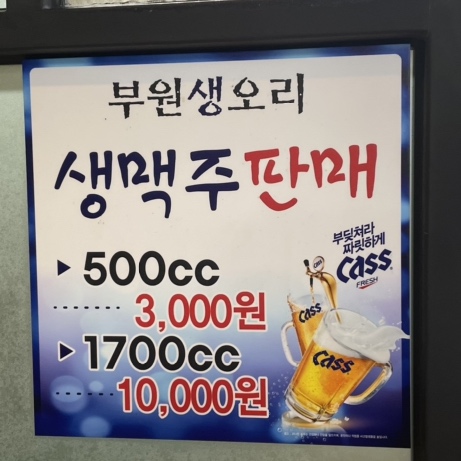 부원생오리
생맥주판매
부딪쳐라
짜릿하게
Cass
FRESH
▶ 500cc
------- 3,000원
▶ 1700cc
------ 10,000원
Cass
Cass